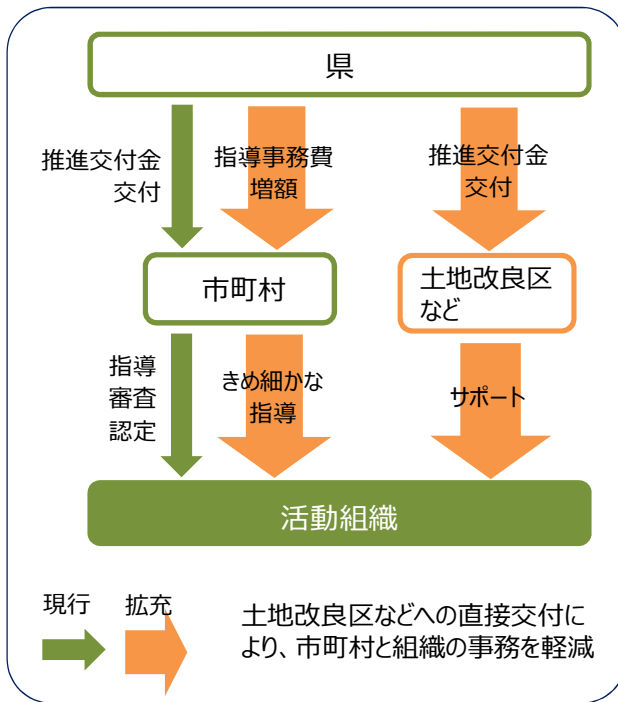 県
推進交付金
交付
指導事務費
増額
推進交付金
交付
市町村
土地改良区
など
指導
審査
認定
きめ細かな
指導
サポート
活動組織
現行
拡充
土地改良区などへの直接交付に
より、市町村と組織の事務を軽減